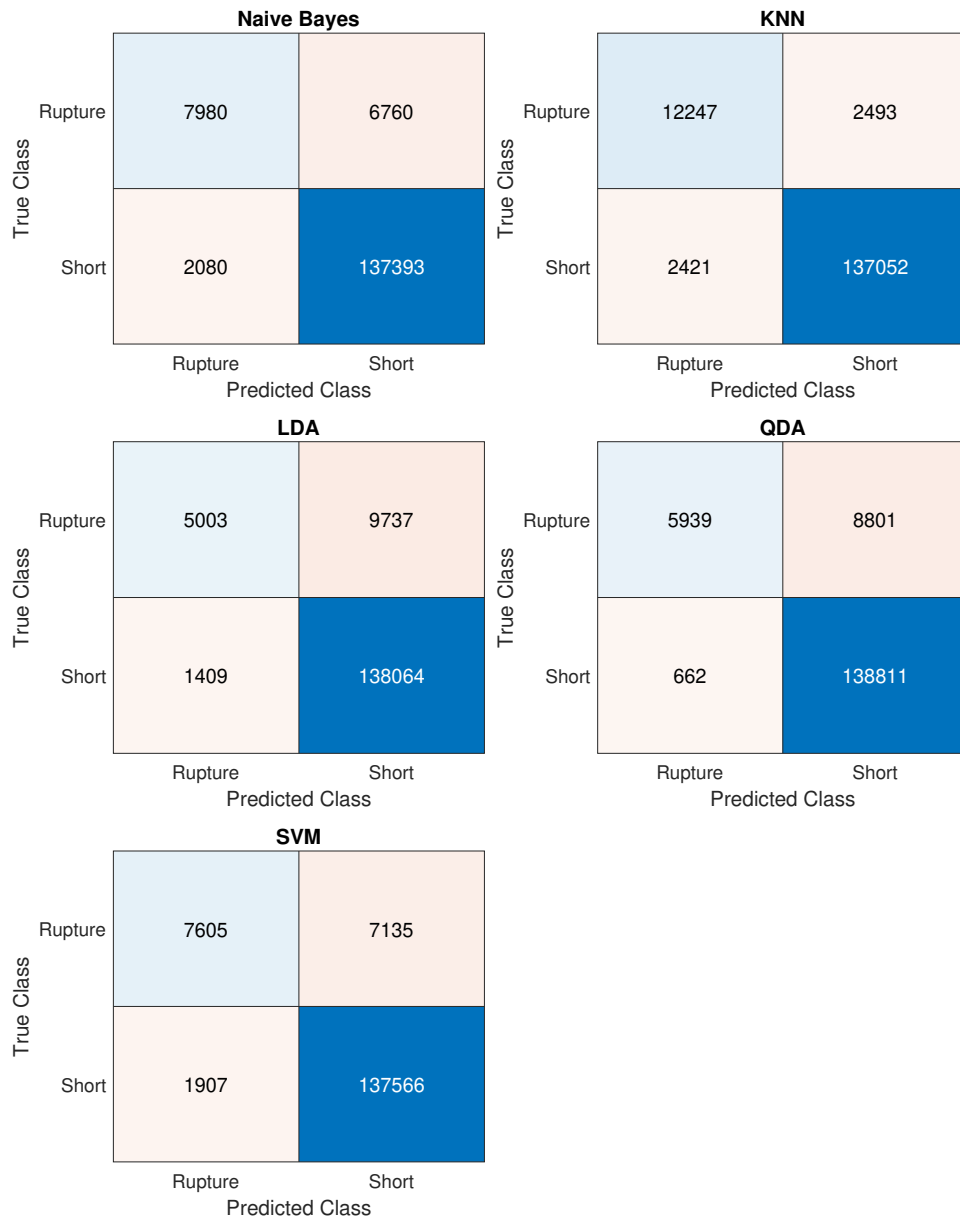 Naive Bayes
True Class
Rupture
7980
6760
Short
2080
137393
Rupture
Short
Predicted Class
KNN
True Class
Rupture
12247
2493
Short
2421
137052
Rupture
Short
Predicted Class
LDA
True Class
Rupture
5003
9737
Short
1409
138064
Rupture
Short
Predicted Class
QDA
True Class
Rupture
5939
8801
Short
662
138811
Rupture
Short
Predicted Class
SVM
True Class
Rupture
7605
7135
Short
1907
137566
Rupture
Short
Predicted Class